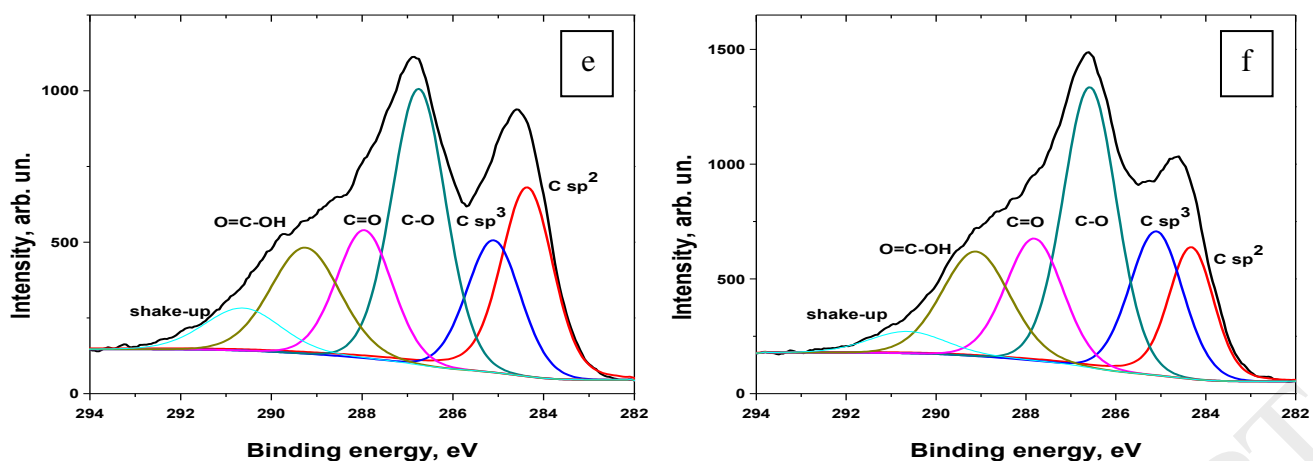 e
1000
500
0
Intensity, arb. un.
shake-up
O=C-OH
C=O
C-O
C sp³
C sp²
294 292 290 288 286 284 282
Binding energy, eV
f
1500
1000
500
0
Intensity, arb. un.
shake-up
O=C-OH
C=O
C-O
C sp³
C sp²
294 292 290 288 286 284 282
Binding energy, eV